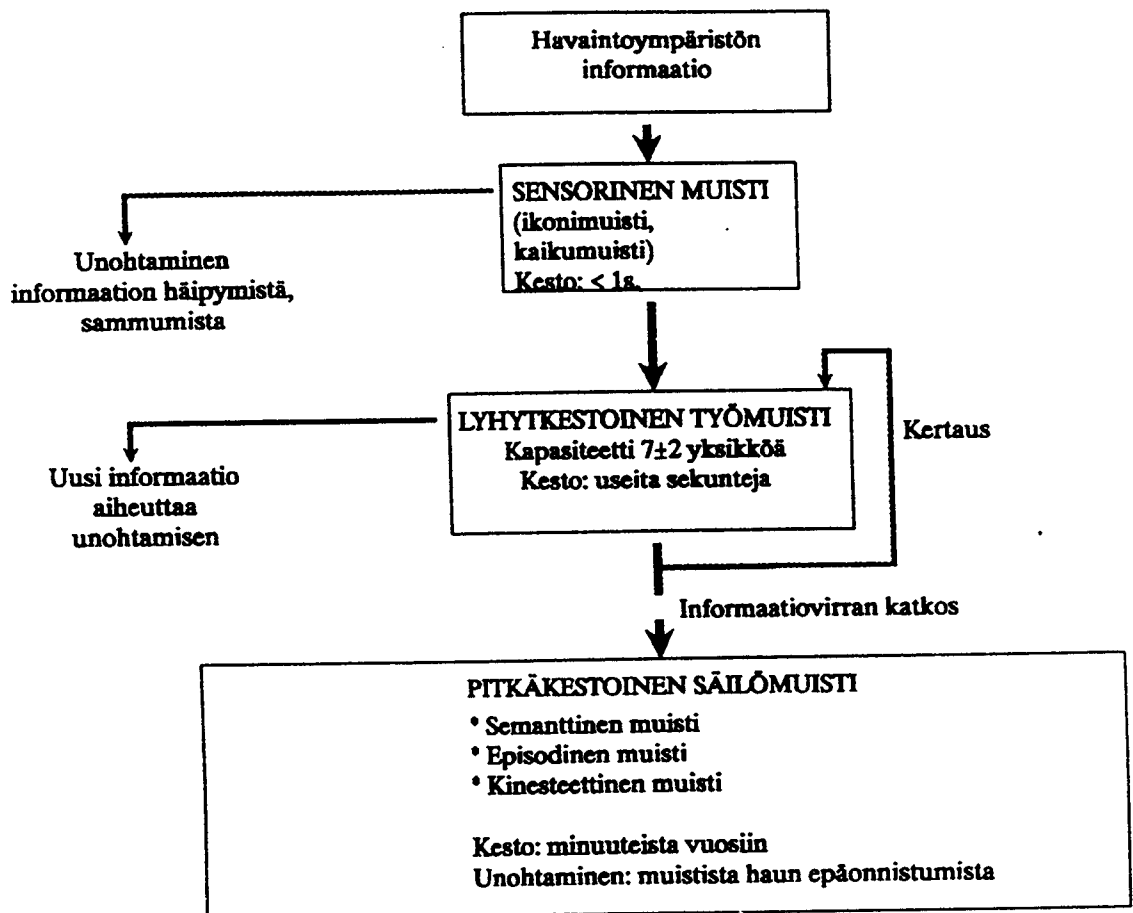 Havaintoympäristön
informaatio
SENSORINEN MUISTI
(ikonimuisti,
kaikumuisti)
Kesto: < 1s.
Unohtaminen
informaation häipymistä,
sammumista
LYHYTKESTOINEN TYÖMUISTI
Kapasiteetti 7±2 yksikköä
Kesto: useita sekunteja
Kertaus
Uusi informaatio
aiheuttaa
unohtamisen
Informaatiovirran katkos
PITKÄKESTOINEN SÄILÖMUISTI
* Semanttinen muisti
* Episodinen muisti
* Kinesteettinen muisti
Kesto: minuuteista vuosiin
Unohtaminen: muistista haun epäonnistumista